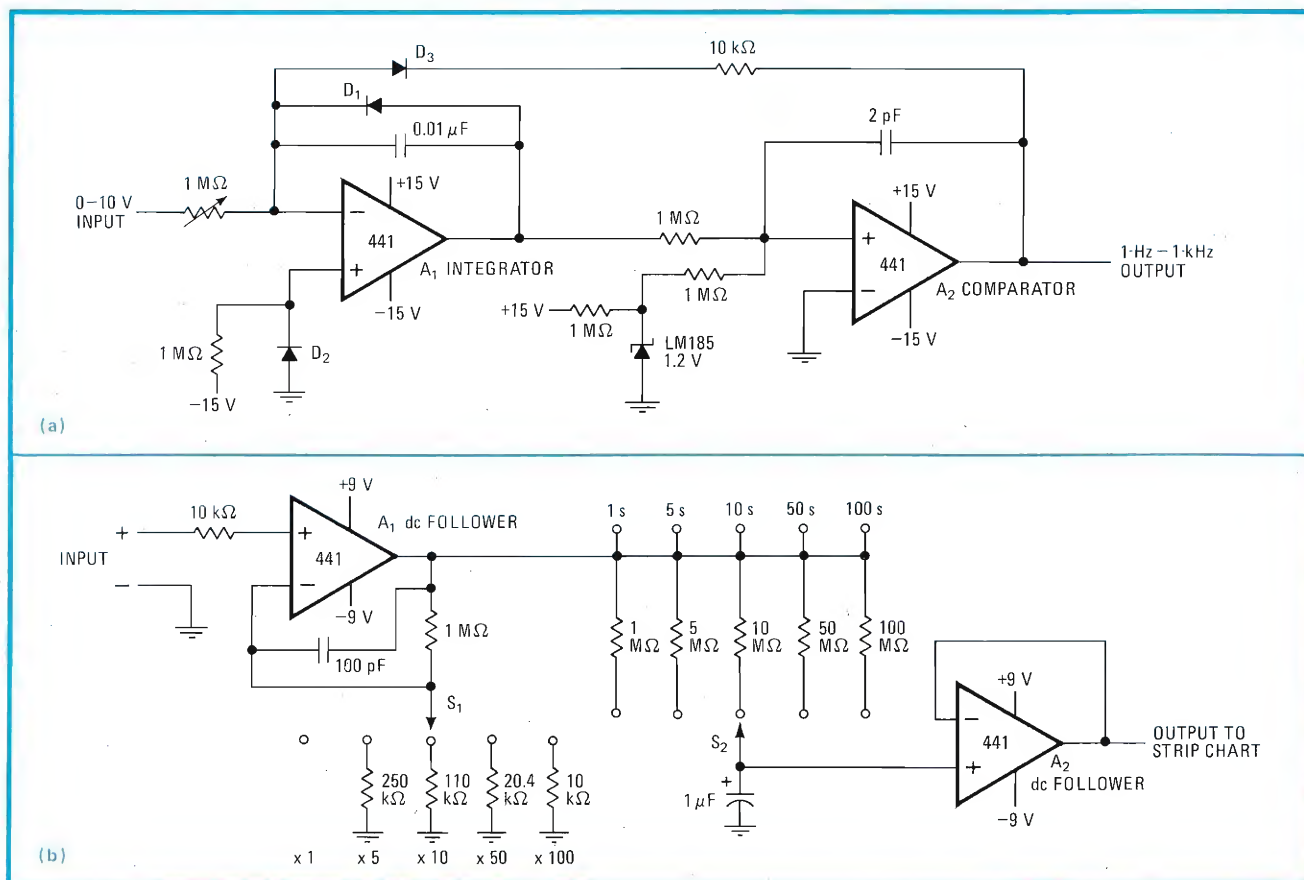 D3
10 kΩ
D1
0.01 µF
2 pF
1 MΩ
0–10 V
INPUT
+15 V
–
441
+
–15 V
A1 INTEGRATOR
1 MΩ
1 MΩ
+15 V
1 MΩ
LM185
1.2 V
+15 V
+
441
–
–15 V
A2 COMPARATOR
1-Hz – 1-kHz
OUTPUT
1 MΩ
–15 V
D2
(a)
+9 V
A1 dc FOLLOWER
10 kΩ
INPUT
+
–
+
441
–
–9 V
1 MΩ
100 pF
S1
250
kΩ
110
kΩ
20.4
kΩ
10
kΩ
x 1
x 5
x 10
x 50
x 100
1 s
5 s
10 s
50 s
100 s
1
MΩ
5
MΩ
10
MΩ
50
MΩ
100
MΩ
S2
+
1 µF
+9 V
–
441
+
–9 V
A2
dc FOLLOWER
OUTPUT TO
STRIP CHART
(b)